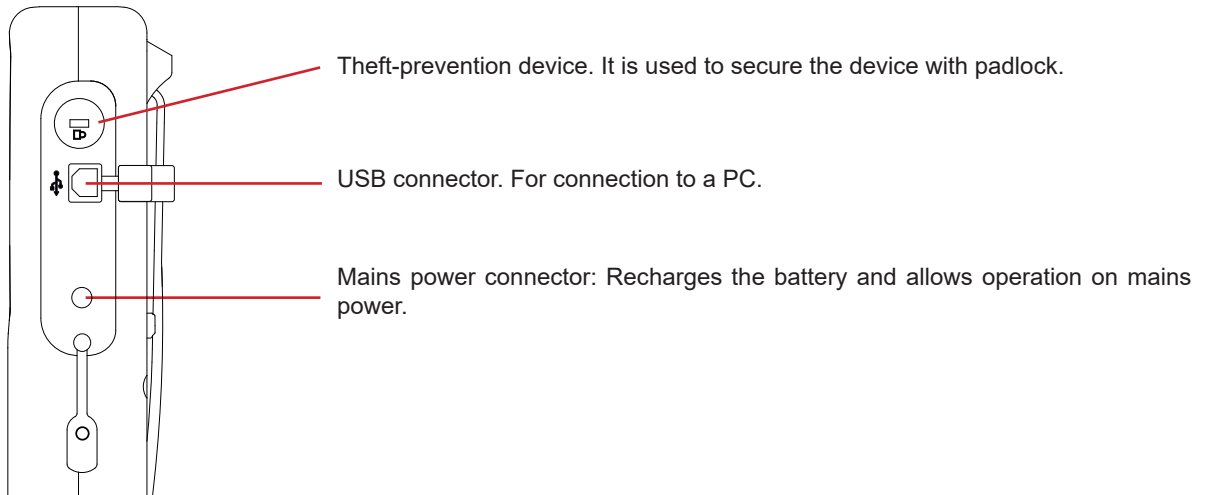 Theft-prevention device. It is used to secure the device with padlock.
USB connector. For connection to a PC.
Mains power connector: Recharges the battery and allows operation on mains
power.